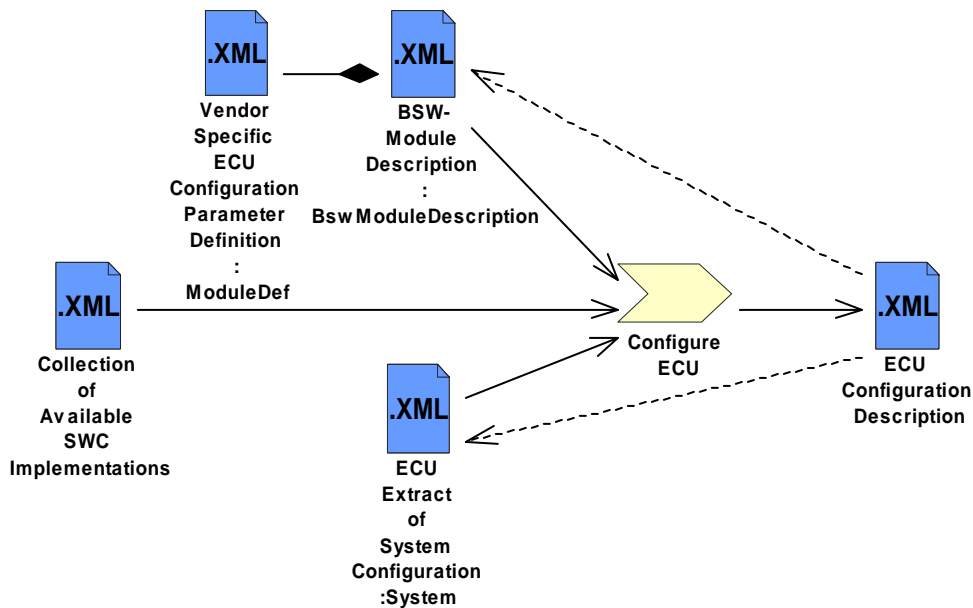 .XML
Vendor
Specific
ECU
Configuration
Parameter
Definition
:
ModuleDef
.XML
BSW-
Module
Description
:
BswModuleDescription
.XML
Collection
of
Available
SWC
Implementations
Configure
ECU
.XML
ECU
Configuration
Description
.XML
ECU
Extract
of
System
Configuration
:System